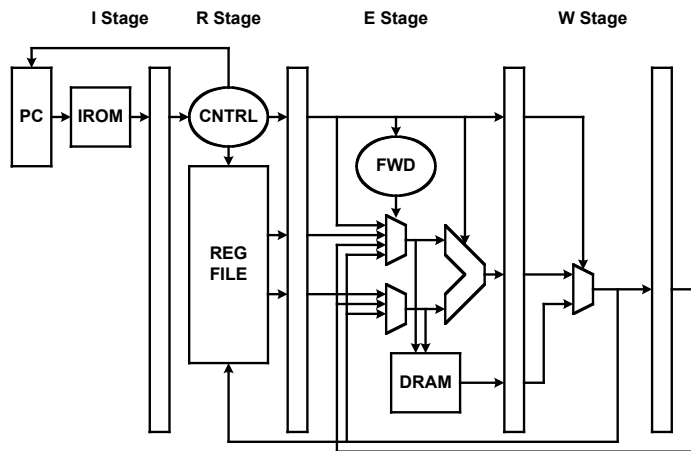 I Stage R Stage E Stage W Stage
PC
IROM
CNTRL
FWD
REG
FILE
DRAM